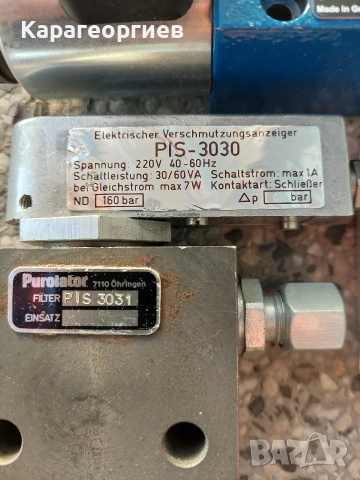 Карагеоргиев
Made in Ge
Elektrischer Verschmutzungsanzeiger
PIS-3030
Spannung: 220V 40-60Hz
Schaltleistung: 30/60VA Schaltstrom: max 1A
bei Gleichstrom max 7W Kontaktart: Schließer
ND 160 bar Δp bar
Purolator 7110 Öhringen
FILTER PIS 3031
EINSATZ
BAZAR